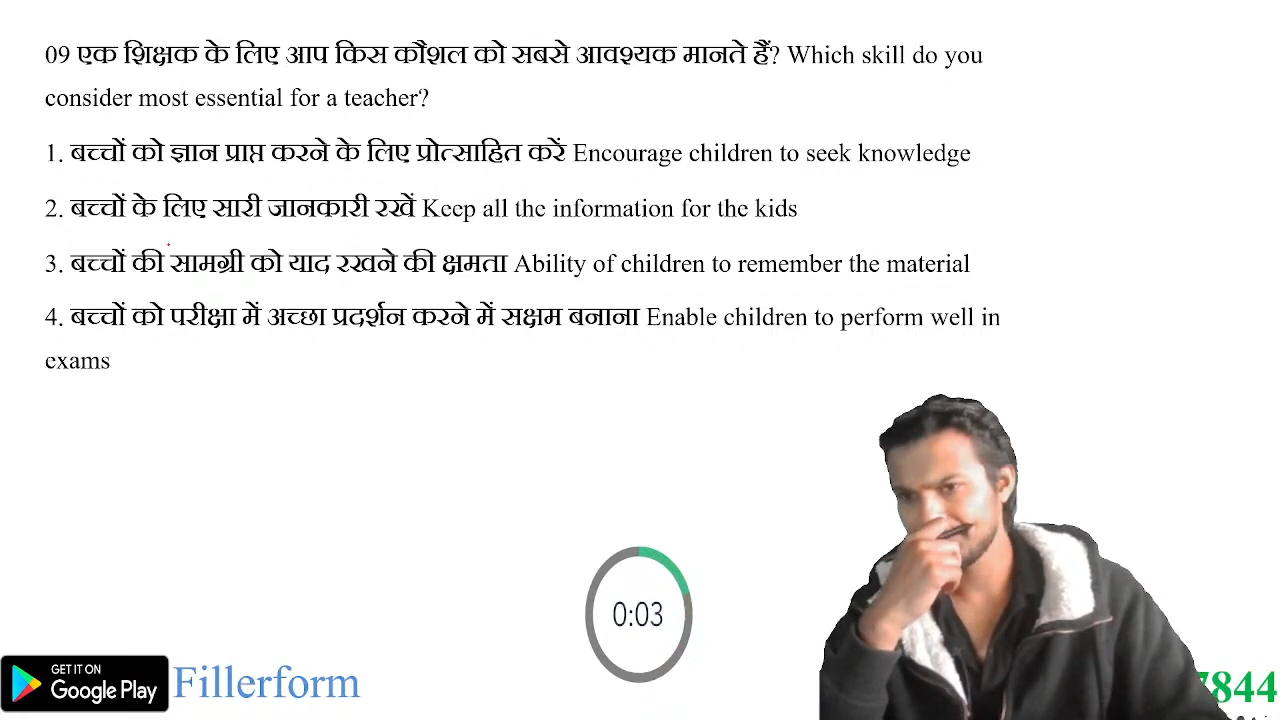 09 एक शिक्षक के लिए आप किस कौशल को सबसे आवश्यक मानते हैं? Which skill do you
consider most essential for a teacher?
1. बच्चों को ज्ञान प्राप्त करने के लिए प्रोत्साहित करें Encourage children to seek knowledge
2. बच्चों के लिए सारी जानकारी रखें Keep all the information for the kids
3. बच्चों की सामग्री को याद रखने की क्षमता Ability of children to remember the material
4. बच्चों को परीक्षा में अच्छा प्रदर्शन करने में सक्षम बनाना Enable children to perform well in
exams
0:03
GET IT ON
Google Play
Fillerform
7844